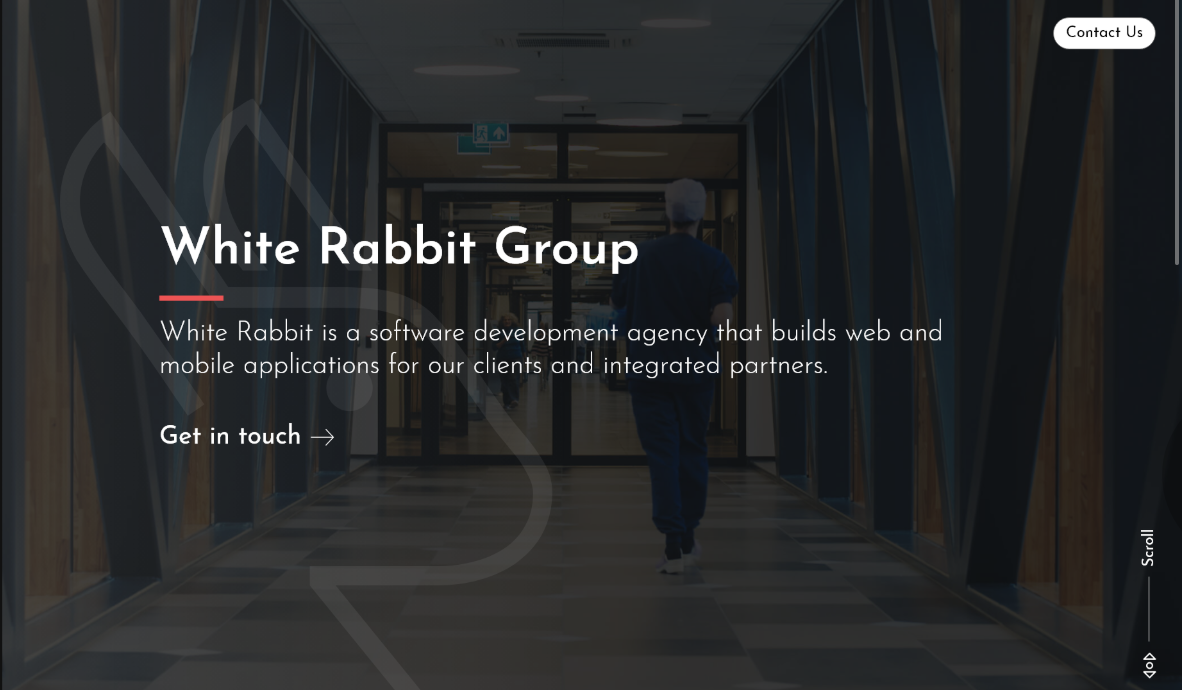 Contact Us
White Rabbit Group
White Rabbit is a software development agency that builds web and
mobile applications for our clients and integrated partners.
Get in touch
Scroll